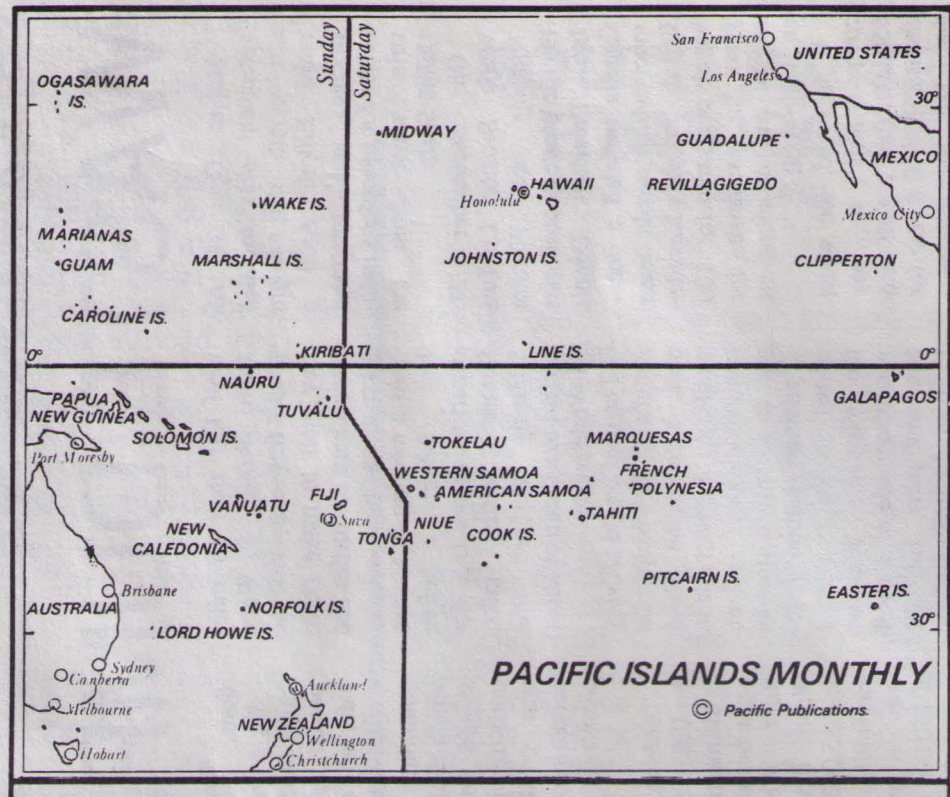 Sunday
Saturday
San Francisco
UNITED STATES
Los Angeles
OGASAWARA
IS.
30°
MIDWAY
GUADALUPE
MEXICO
HAWAII
Honolulu
REVILLAGIGEDO
WAKE IS.
Mexico City
MARIANAS
GUAM
MARSHALL IS.
JOHNSTON IS.
CLIPPERTON
CAROLINE IS.
0°
KIRIBATI
LINE IS.
0°
NAURU
GALAPAGOS
PAPUA
NEW GUINEA
TUVALU
SOLOMON IS.
Port Moresby
TOKELAU
MARQUESAS
WESTERN SAMOA
FRENCH
POLYNESIA
AMERICAN SAMOA
VANUATU
FIJI
Suva
TAHITI
NEW
CALEDONIA
TONGA
NIUE
COOK IS.
PITCAIRN IS.
Brisbane
EASTER IS.
AUSTRALIA
NORFOLK IS.
30°
LORD HOWE IS.
Sydney
Canberra
PACIFIC ISLANDS MONTHLY
Auckland
Melbourne
© Pacific Publications.
NEW ZEALAND
Wellington
Hobart
Christchurch